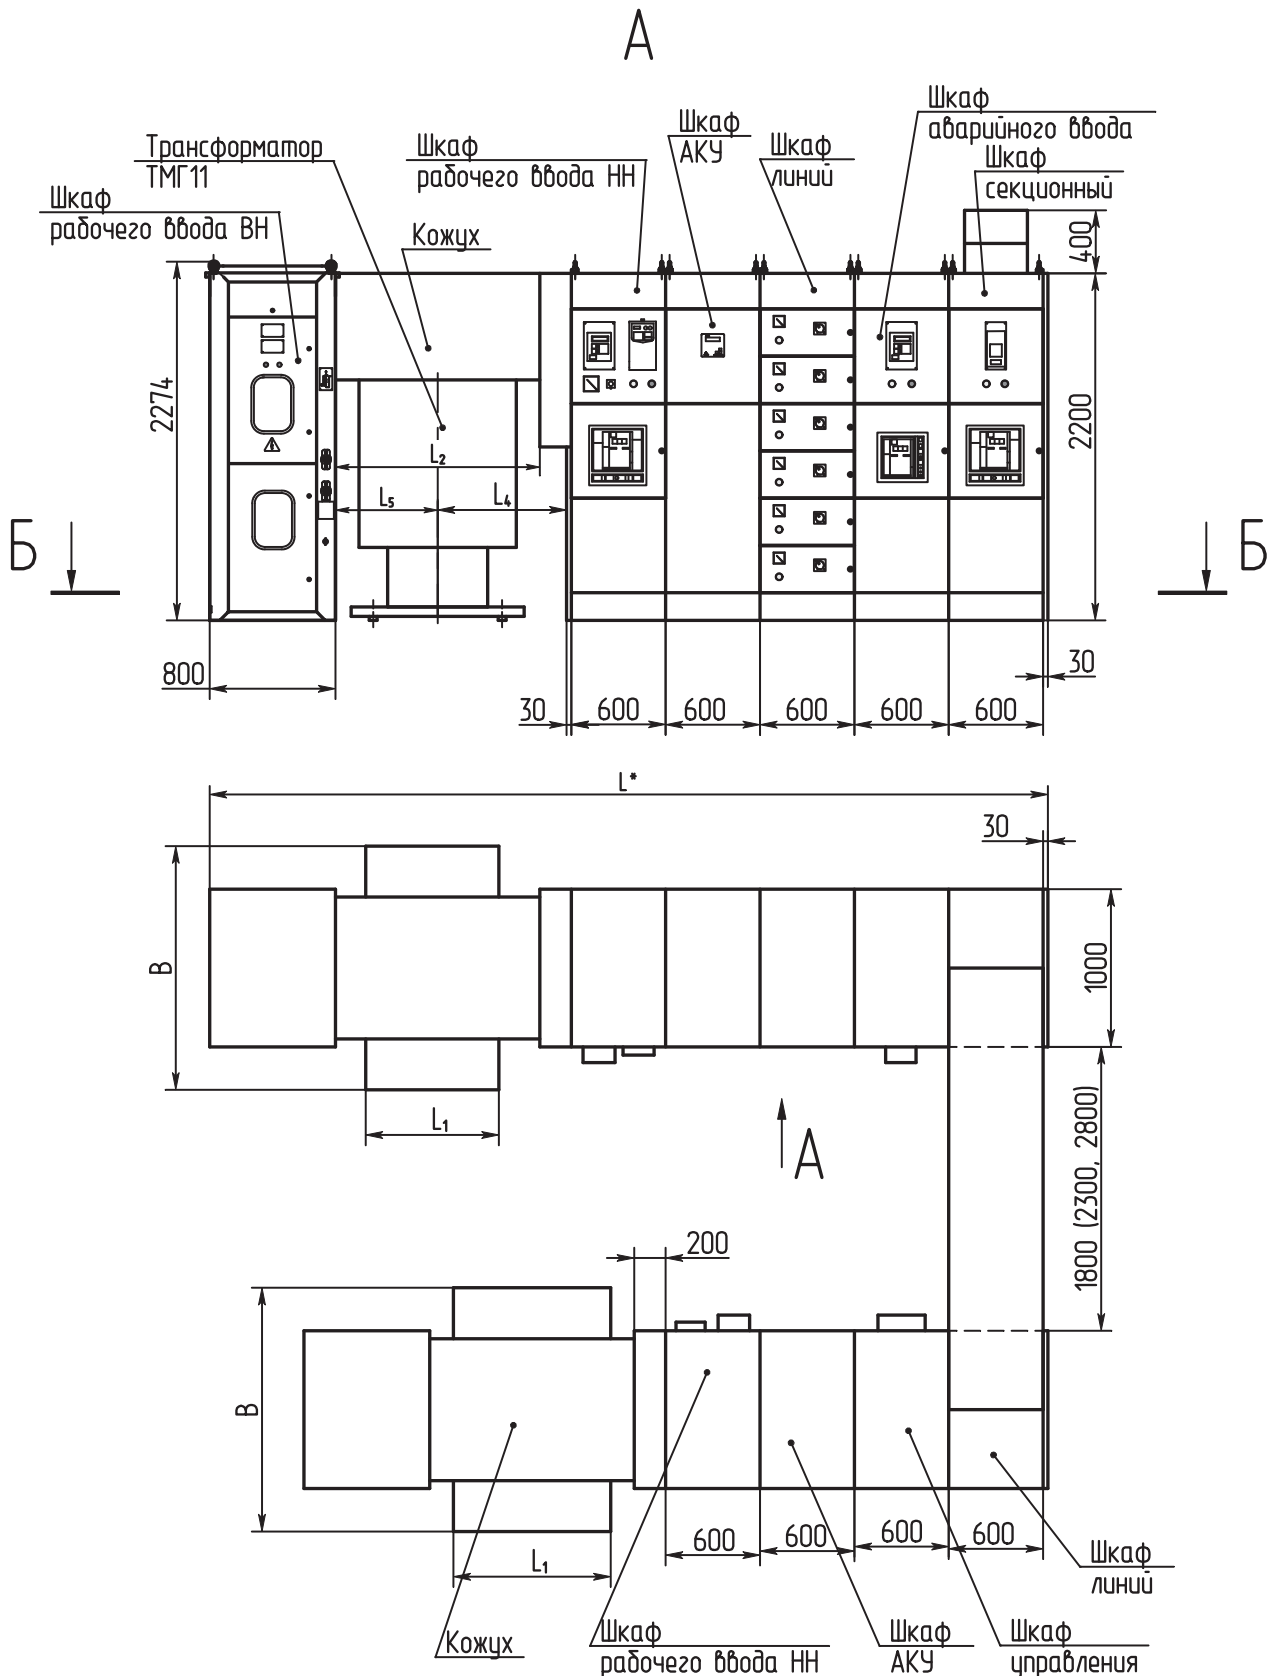 А
Шкаф
аварийного ввода
Шкаф
АКУ
Трансформатор
ТМГ11
Шкаф
рабочего ввода НН
Шкаф
линий
Шкаф
секционный
Шкаф
рабочего ввода ВН
Кожух
400
2274
2200
L₂
L₅
L₄
Б
Б
800
30
30
600
600
600
600
600
L*
30
В
1000
L₁
А
1800 (2300, 2800)
200
В
600
600
600
600
L₁
Шкаф
линий
Кожух
Шкаф
рабочего ввода НН
Шкаф
АКУ
Шкаф
управления